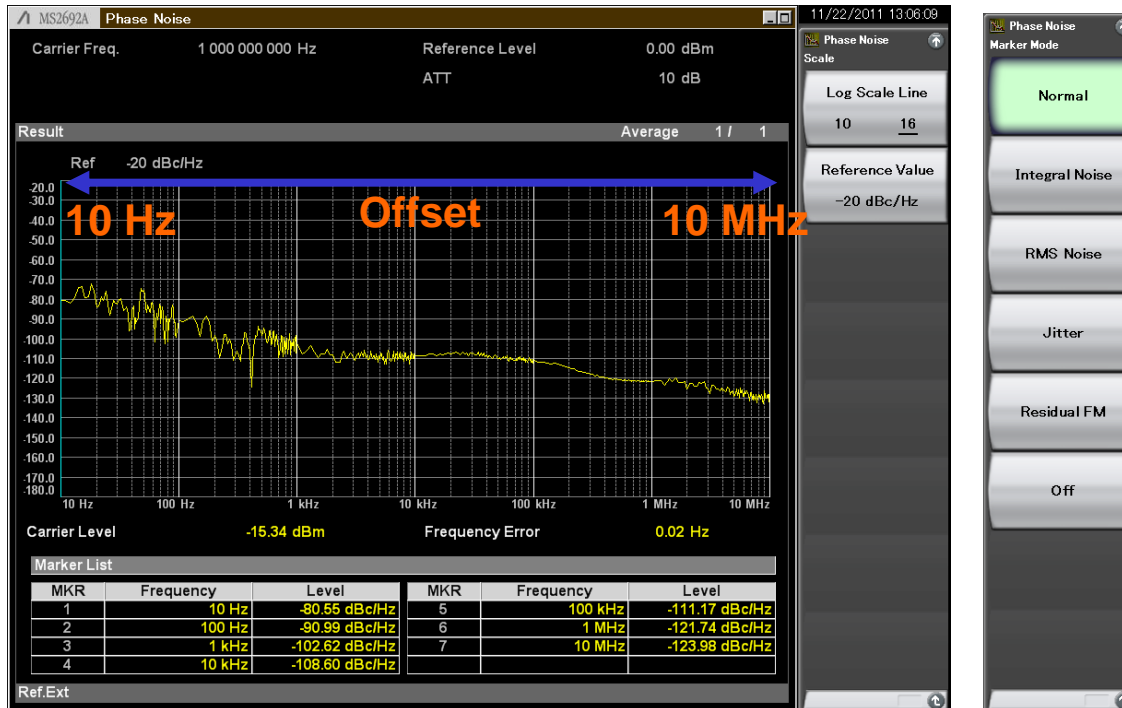 MS2692A Phase Noise
11/22/2011 13:06:09
Carrier Freq. 1 000 000 000 Hz Reference Level 0.00 dBm
ATT 10 dB
Result Average 1 / 1
Ref -20 dBc/Hz
10 Hz Offset 10 MHz
-20.0
-30.0
-40.0
-50.0
-60.0
-70.0
-80.0
-90.0
-100.0
-110.0
-120.0
-130.0
-140.0
-150.0
-160.0
-170.0
-180.0
10 Hz 100 Hz 1 kHz 10 kHz 100 kHz 1 MHz 10 MHz
Carrier Level -15.34 dBm Frequency Error 0.02 Hz
Marker List
MKR Frequency Level MKR Frequency Level
1 10 Hz -80.55 dBc/Hz 5 100 kHz -111.17 dBc/Hz
2 100 Hz -90.99 dBc/Hz 6 1 MHz -121.74 dBc/Hz
3 1 kHz -102.62 dBc/Hz 7 10 MHz -123.98 dBc/Hz
4 10 kHz -108.60 dBc/Hz
Ref.Ext
Phase Noise
Scale
Log Scale Line
10 16
Reference Value
-20 dBc/Hz
Phase Noise
Marker Mode
Normal
Integral Noise
RMS Noise
Jitter
Residual FM
Off